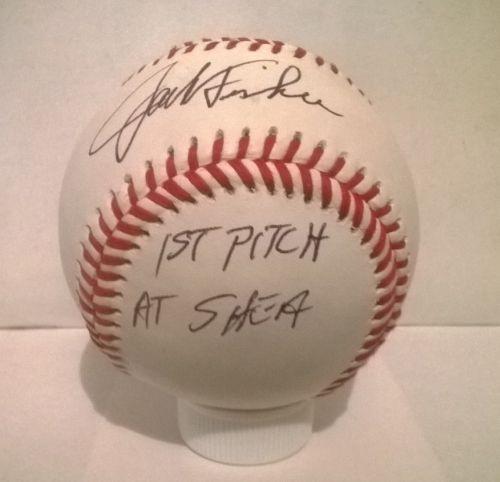 Jack Fisher
1ST PITCH
AT SHEA